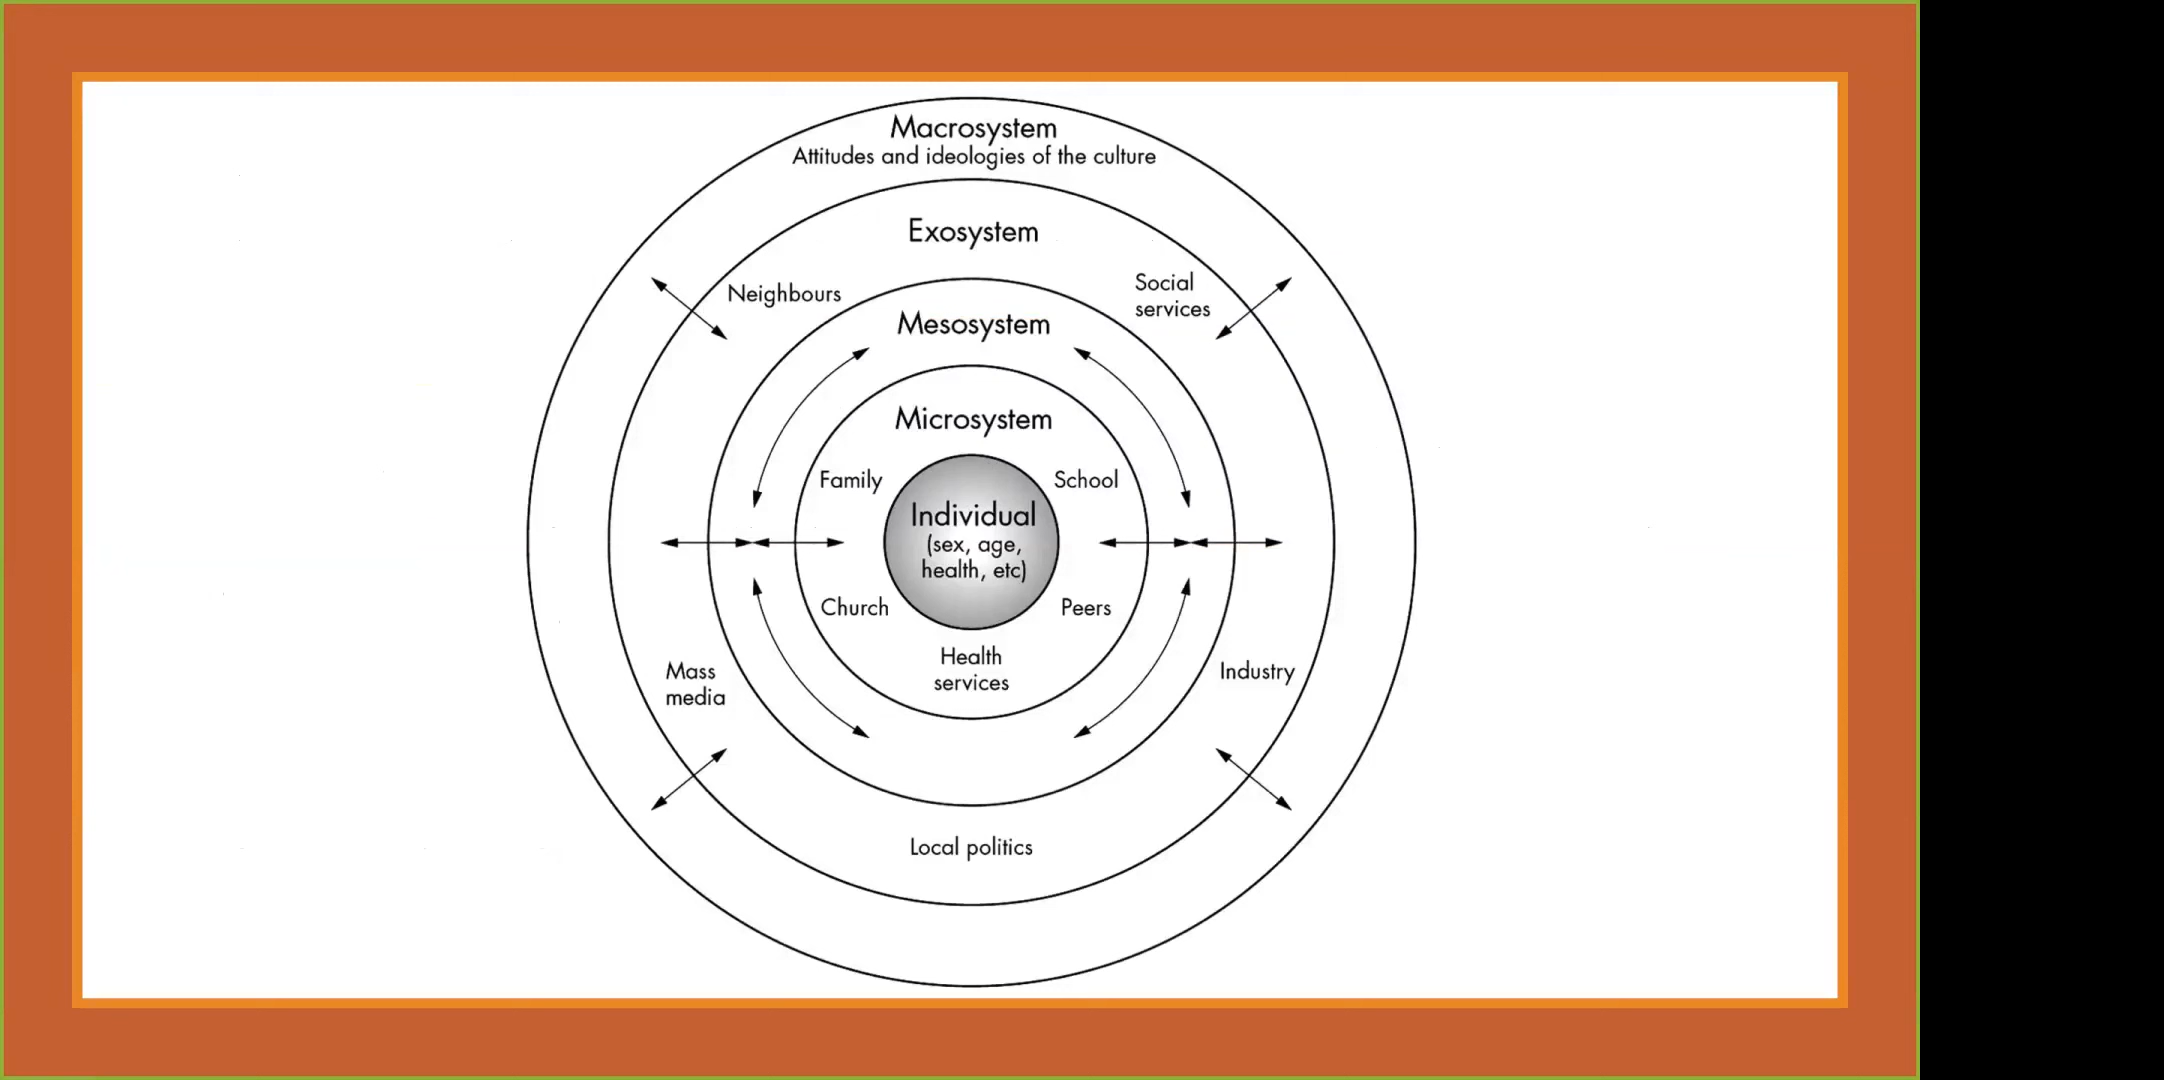 Macrosystem
Attitudes and ideologies of the culture
Exosystem
Neighbours
Social
services
Mesosystem
Microsystem
Family
School
Individual
(sex, age,
health, etc)
Church
Peers
Health
services
Mass
media
Industry
Local politics